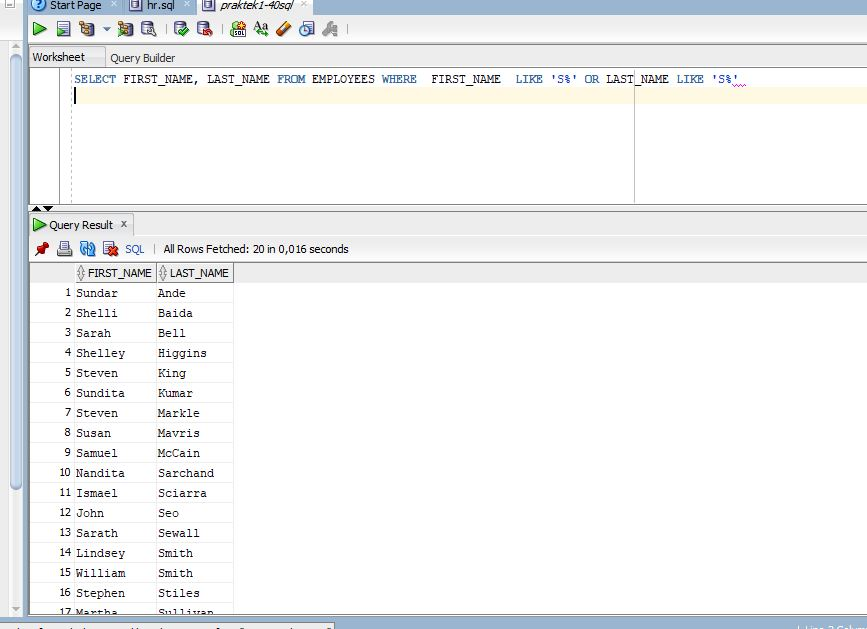 Start Page hr.sql praktek1-40sql
Worksheet Query Builder
SELECT FIRST_NAME, LAST_NAME FROM EMPLOYEES WHERE FIRST_NAME LIKE 'S%' OR LAST_NAME LIKE 'S%'
Query Result x
SQL | All Rows Fetched: 20 in 0,016 seconds
FIRST_NAME LAST_NAME
1 Sundar Ande
2 Shelli Baida
3 Sarah Bell
4 Shelley Higgins
5 Steven King
6 Sundita Kumar
7 Steven Markle
8 Susan Mavris
9 Samuel McCain
10 Nandita Sarchand
11 Ismael Sciarra
12 John Seo
13 Sarath Sewall
14 Lindsey Smith
15 William Smith
16 Stephen Stiles
17 Martha Sullivan